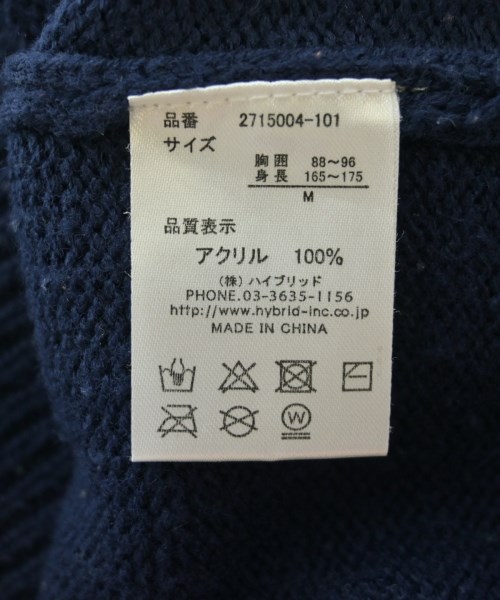 品番 2715004-101
サイズ
胸囲 88～96
身長 165～175
M
品質表示
アクリル 100%
(株)ハイブリッド
PHONE.03-3635-1156
http://www.hybrid-inc.co.jp
MADE IN CHINA
W